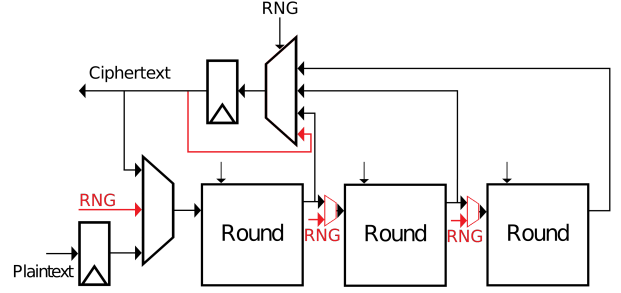 RNG
Ciphertext
RNG
Plaintext
Round
RNG
Round
RNG
Round